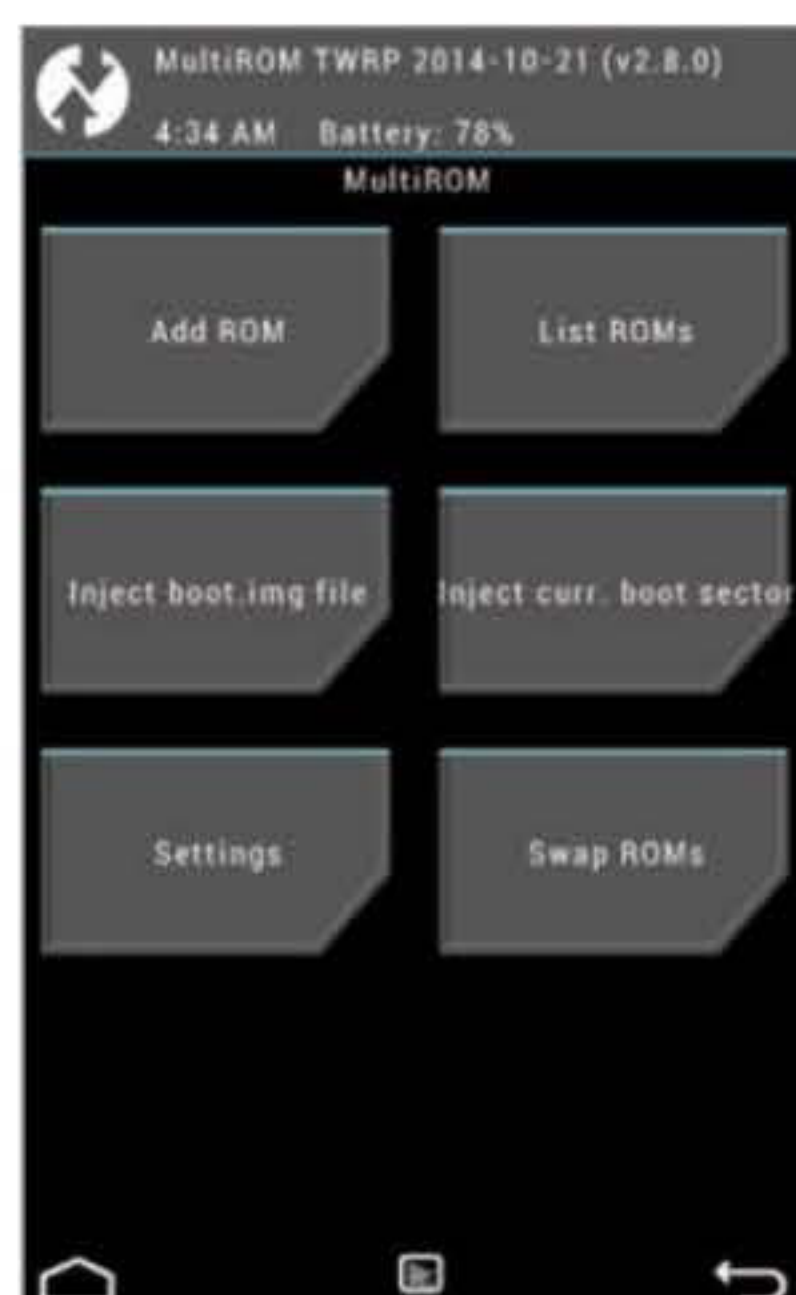 MultiROM TWRP 2014-10-21 (v2.8.0)
4:34 AM Battery: 78%
MultiROM
Add ROM
List ROMs
Inject boot.img file
Inject curr. boot sector
Settings
Swap ROMs